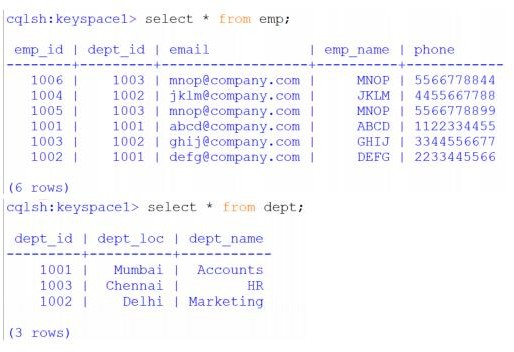 cqlsh:keyspace1> select * from emp;
emp_id | dept_id | email | emp_name | phone
--------+---------+------------------+----------+------------
1006 | 1003 | mnop@company.com | MNOP | 5566778844
1004 | 1002 | jklm@company.com | JKLM | 4455667788
1005 | 1003 | mnop@company.com | MNOP | 5566778899
1001 | 1001 | abcd@company.com | ABCD | 1122334455
1003 | 1002 | ghij@company.com | GHIJ | 3344556677
1002 | 1001 | defg@company.com | DEFG | 2233445566
(6 rows)
cqlsh:keyspace1> select * from dept;
dept_id | dept_loc | dept_name
---------+----------+-----------
1001 | Mumbai | Accounts
1003 | Chennai | HR
1002 | Delhi | Marketing
(3 rows)